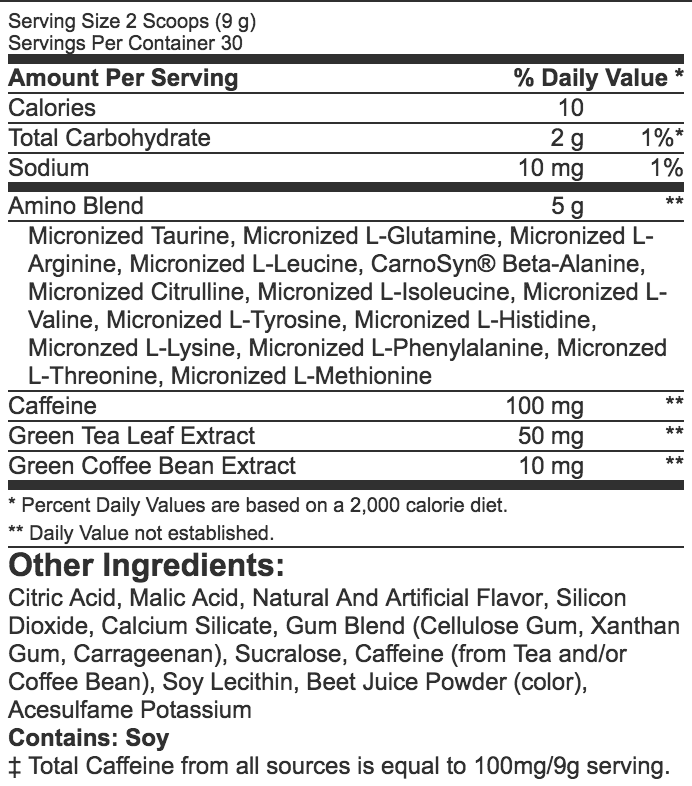 Serving Size 2 Scoops (9 g)
Servings Per Container 30
Amount Per Serving % Daily Value *
Calories 10
Total Carbohydrate 2 g 1%*
Sodium 10 mg 1%
Amino Blend 5 g **
Micronized Taurine, Micronized L-Glutamine, Micronized L-
Arginine, Micronized L-Leucine, CarnoSyn® Beta-Alanine,
Micronized Citrulline, Micronized L-Isoleucine, Micronized L-
Valine, Micronized L-Tyrosine, Micronized L-Histidine,
Micronzed L-Lysine, Micronized L-Phenylalanine, Micronzed
L-Threonine, Micronized L-Methionine
Caffeine 100 mg **
Green Tea Leaf Extract 50 mg **
Green Coffee Bean Extract 10 mg **
* Percent Daily Values are based on a 2,000 calorie diet.
** Daily Value not established.
Other Ingredients:
Citric Acid, Malic Acid, Natural And Artificial Flavor, Silicon
Dioxide, Calcium Silicate, Gum Blend (Cellulose Gum, Xanthan
Gum, Carrageenan), Sucralose, Caffeine (from Tea and/or
Coffee Bean), Soy Lecithin, Beet Juice Powder (color),
Acesulfame Potassium
Contains: Soy
‡ Total Caffeine from all sources is equal to 100mg/9g serving.